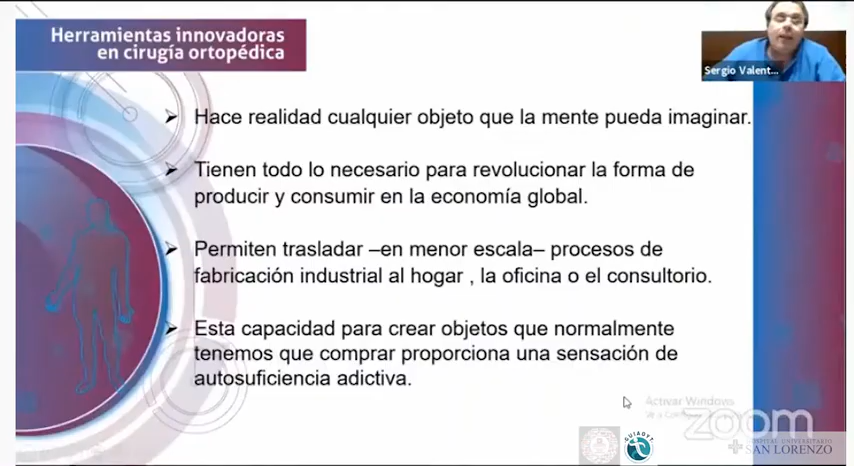 Herramientas innovadoras
en cirugía ortopédica
Sergio Valent...
➢ Hace realidad cualquier objeto que la mente pueda imaginar.
➢ Tienen todo lo necesario para revolucionar la forma de
producir y consumir en la economía global.
➢ Permiten trasladar –en menor escala– procesos de
fabricación industrial al hogar , la oficina o el consultorio.
➢ Esta capacidad para crear objetos que normalmente
tenemos que comprar proporciona una sensación de
autosuficiencia adictiva.
Activar Windows
zoom
HOSPITAL UNIVERSITARIO
SAN LORENZO